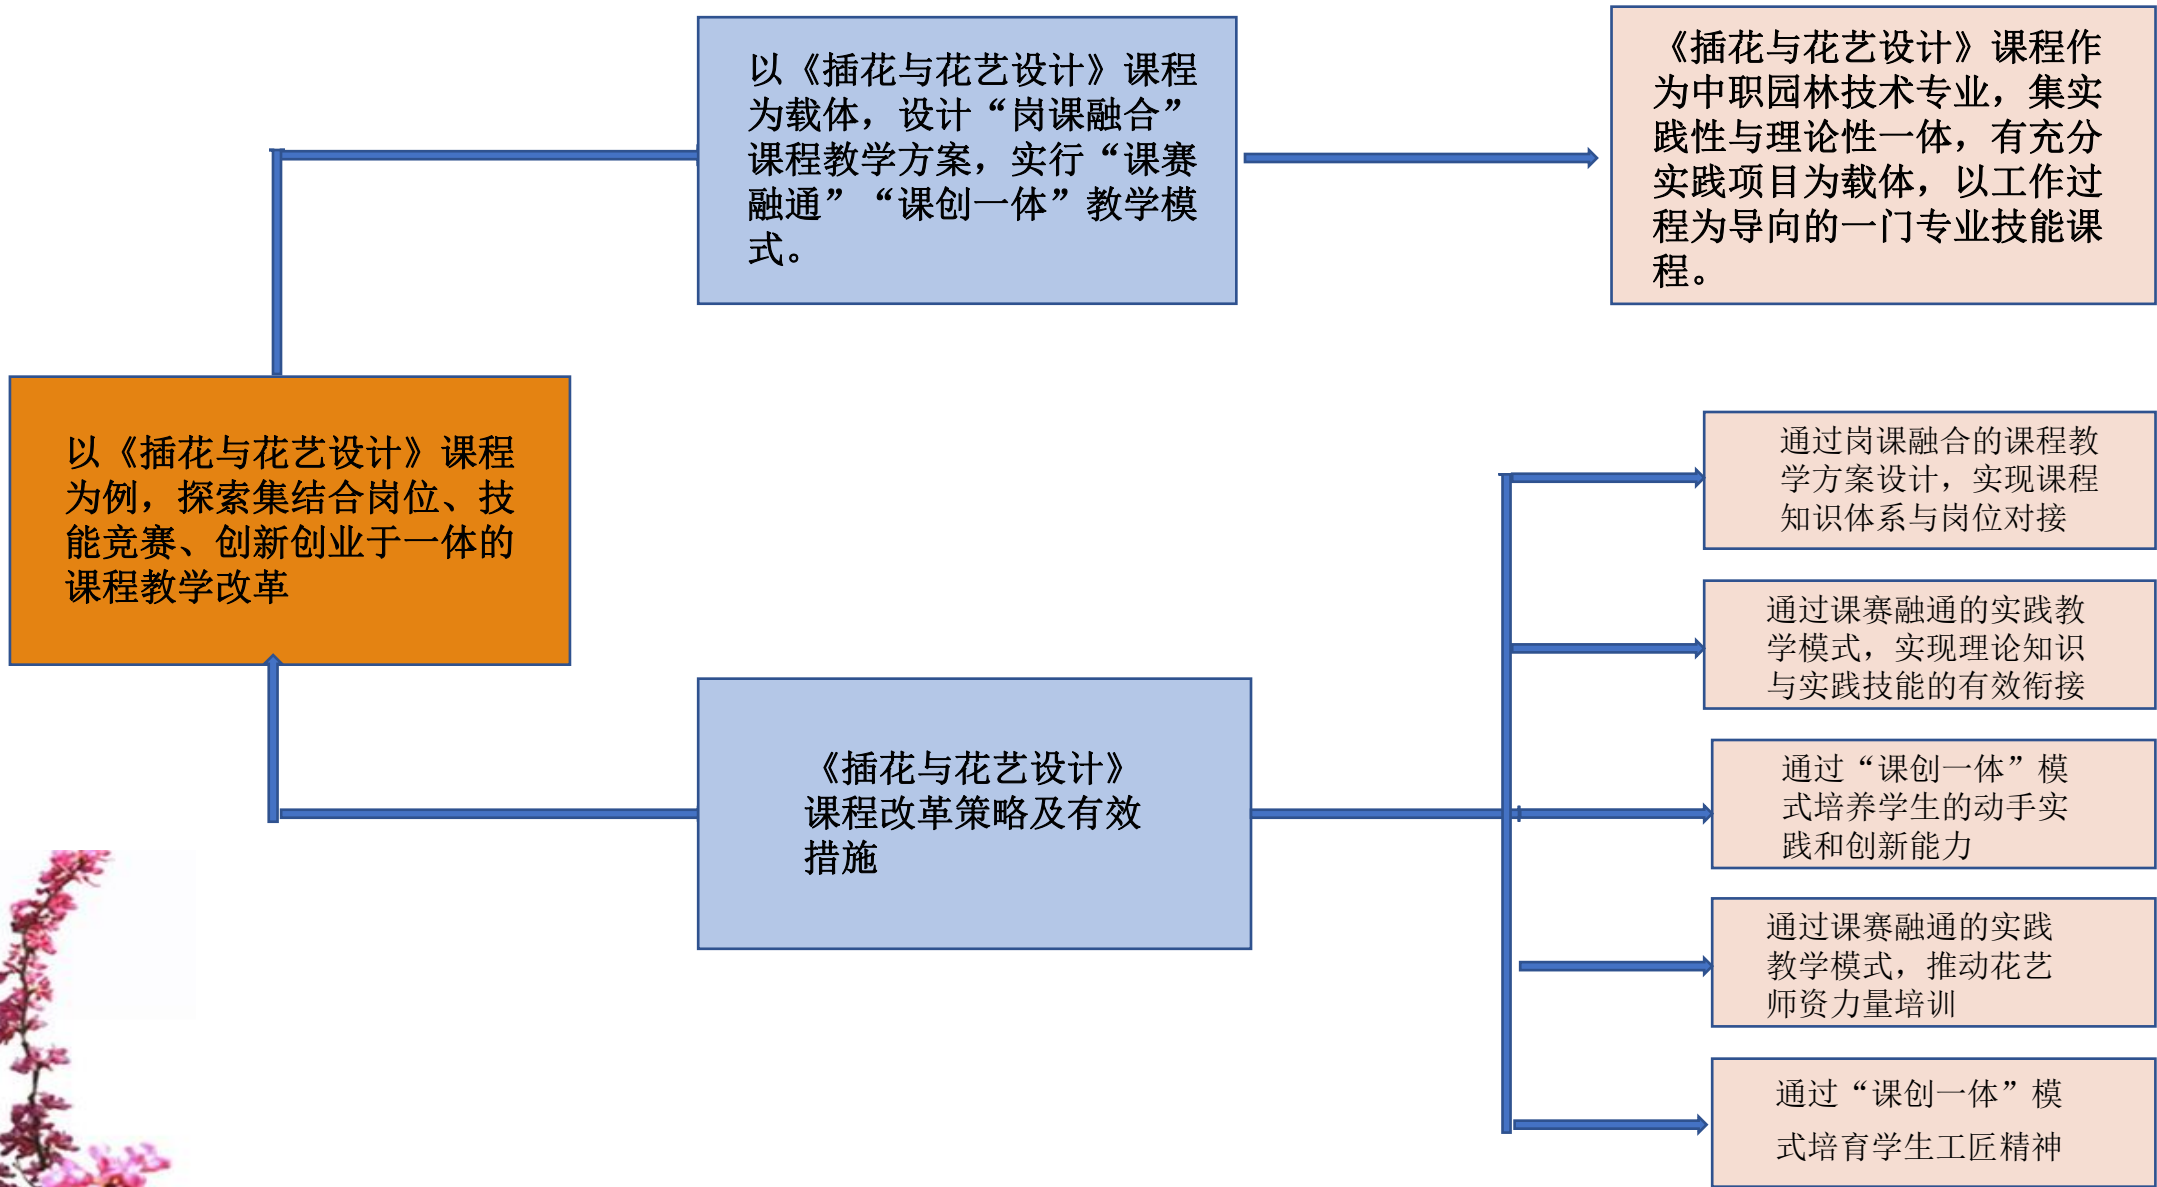 以《插花与花艺设计》课程
为载体，设计“岗课融合”
课程教学方案，实行“课赛
融通”“课创一体”教学模
式。
《插花与花艺设计》课程作
为中职园林技术专业，集实
践性与理论性一体，有充分
实践项目为载体，以工作过
程为导向的一门专业技能课
程。
以《插花与花艺设计》课程
为例，探索集结合岗位、技
能竞赛、创新创业于一体的
课程教学改革
《插花与花艺设计》
课程改革策略及有效
措施
通过岗课融合的课程教
学方案设计，实现课程
知识体系与岗位对接
通过课赛融通的实践教
学模式，实现理论知识
与实践技能的有效衔接
通过“课创一体”模
式培养学生的动手实
践和创新能力
通过课赛融通的实践
教学模式，推动花艺
师资力量培训
通过“课创一体”模
式培育学生工匠精神